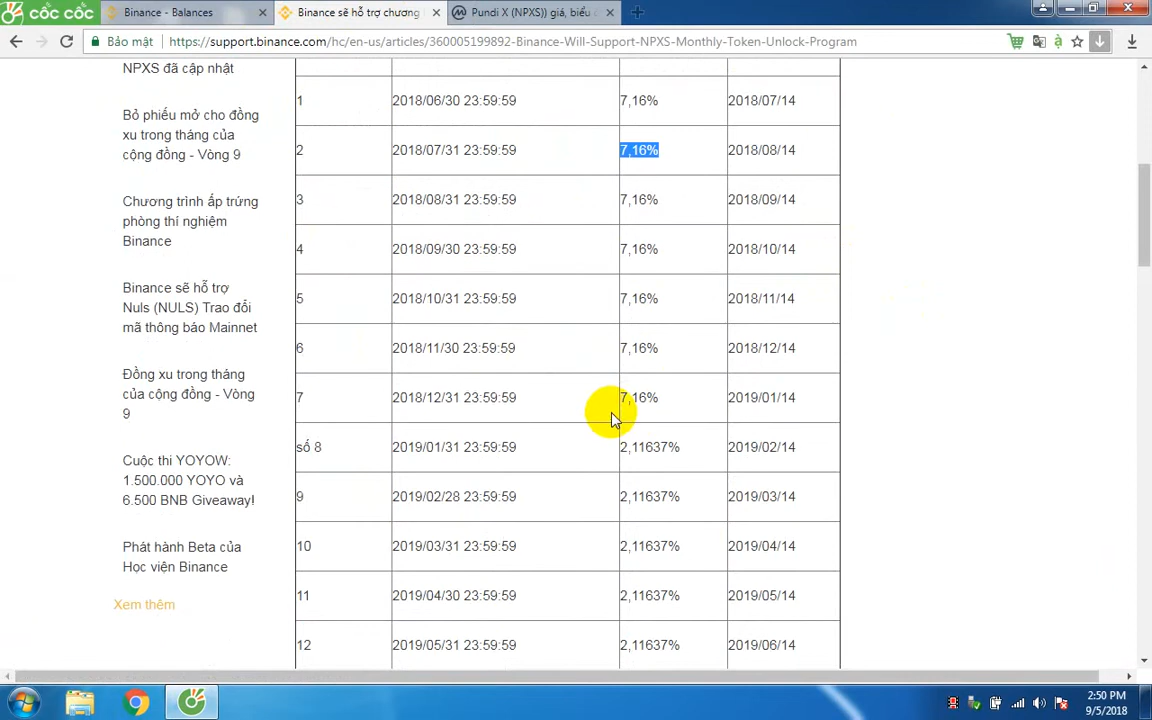 cốc cốc
Binance - Balances
Binance sẽ hỗ trợ chương
Pundi X (NPXS)) giá, biểu
Bảo mật
https://support.binance.com/hc/en-us/articles/360005199892-Binance-Will-Support-NPXS-Monthly-Token-Unlock-Program
NPXS đã cập nhật
Bỏ phiếu mở cho đồng
xu trong tháng của
cộng đồng - Vòng 9
Chương trình ấp trứng
phòng thí nghiệm
Binance
Binance sẽ hỗ trợ
Nuls (NULS) Trao đổi
mã thông báo Mainnet
Đồng xu trong tháng
của cộng đồng - Vòng
9
Cuộc thi YOYOW:
1.500.000 YOYO và
6.500 BNB Giveaway!
Phát hành Beta của
Học viện Binance
Xem thêm
1 2018/06/30 23:59:59 7,16% 2018/07/14
2 2018/07/31 23:59:59 7,16% 2018/08/14
3 2018/08/31 23:59:59 7,16% 2018/09/14
4 2018/09/30 23:59:59 7,16% 2018/10/14
5 2018/10/31 23:59:59 7,16% 2018/11/14
6 2018/11/30 23:59:59 7,16% 2018/12/14
7 2018/12/31 23:59:59 7,16% 2019/01/14
số 8 2019/01/31 23:59:59 2,11637% 2019/02/14
9 2019/02/28 23:59:59 2,11637% 2019/03/14
10 2019/03/31 23:59:59 2,11637% 2019/04/14
11 2019/04/30 23:59:59 2,11637% 2019/05/14
12 2019/05/31 23:59:59 2,11637% 2019/06/14
2:50 PM
9/5/2018